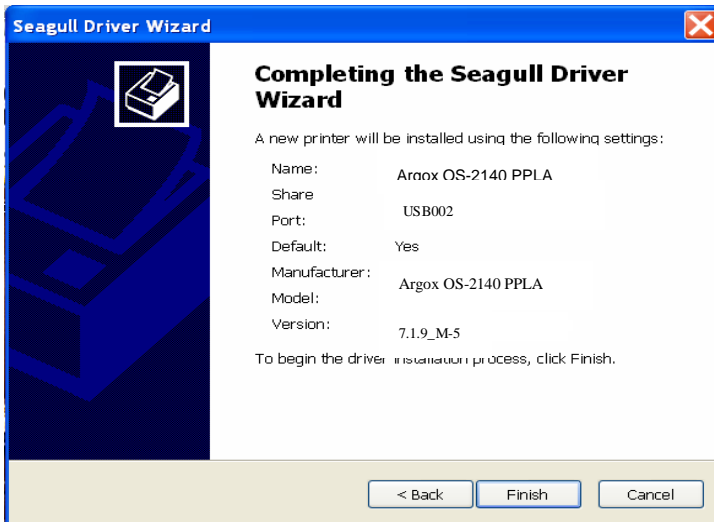 Seagull Driver Wizard
Completing the Seagull Driver
Wizard
A new printer will be installed using the following settings:
Name: Argox OS-2140 PPLA
Share
Port: USB002
Default: Yes
Manufacturer:
Model: Argox OS-2140 PPLA
Version: 7.1.9_M-5
To begin the driver installation process, click Finish.
< Back Finish Cancel